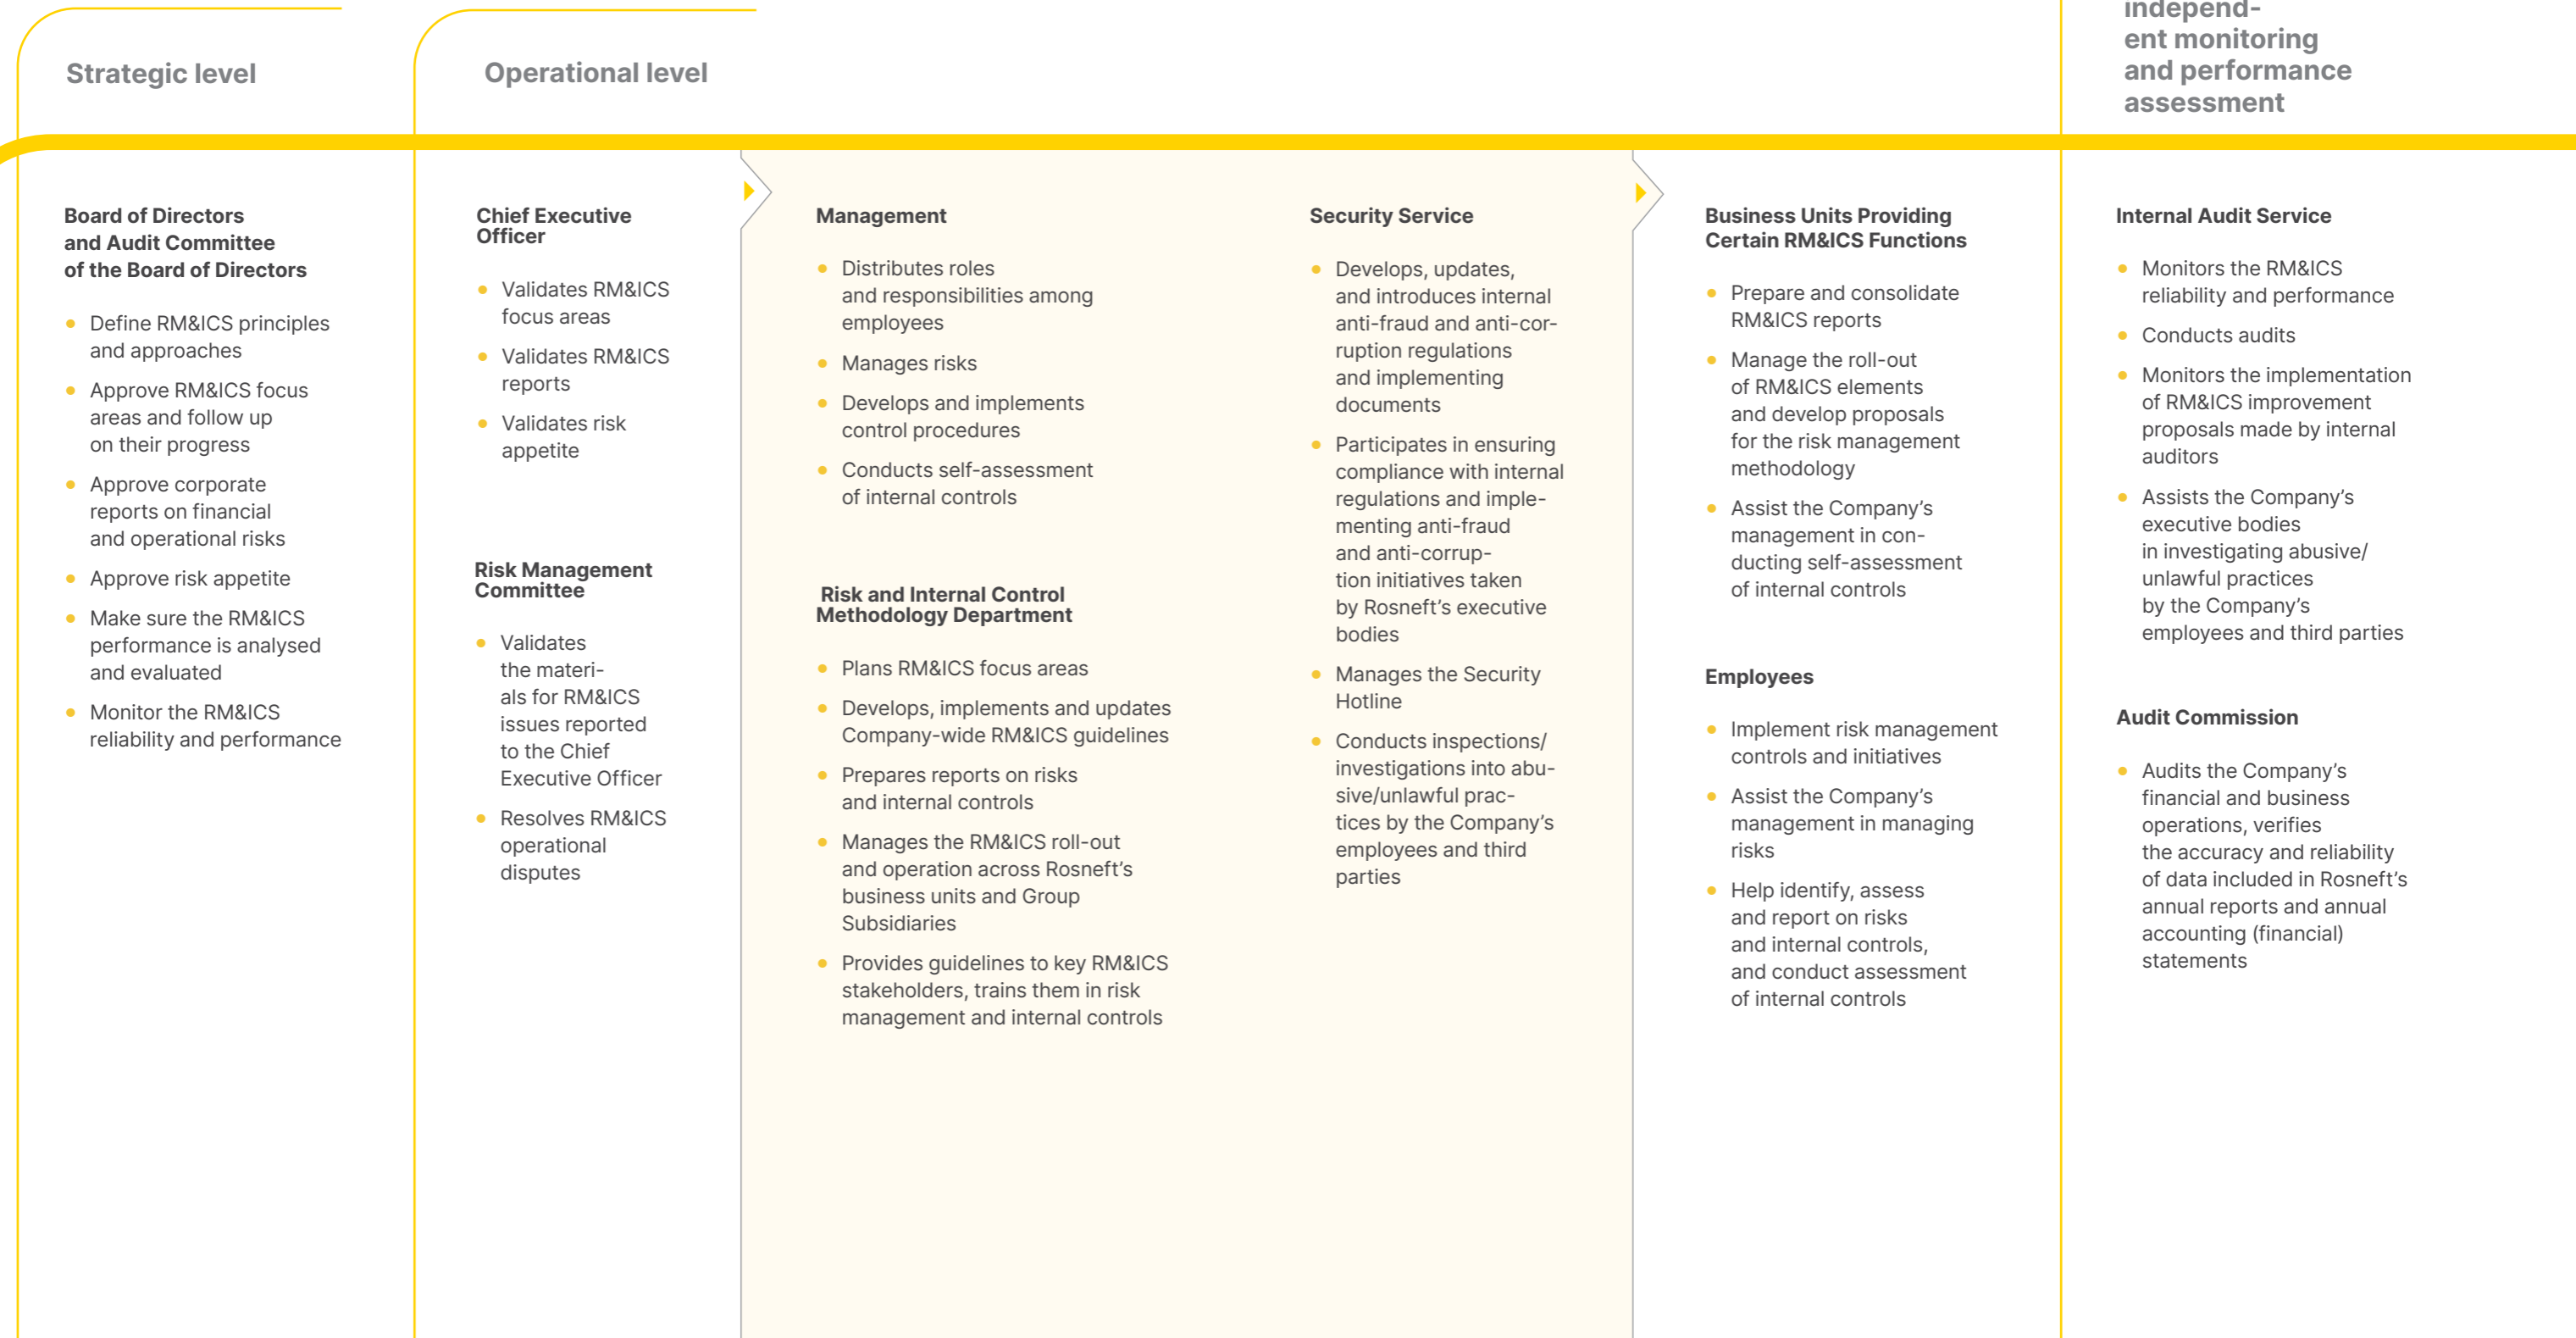 Strategic level
Operational level
independ-
ent monitoring
and performance
assessment
Board of Directors
and Audit Committee
of the Board of Directors
Define RM&ICS principles
and approaches
Approve RM&ICS focus
areas and follow up
on their progress
Approve corporate
reports on financial
and operational risks
Approve risk appetite
Make sure the RM&ICS
performance is analysed
and evaluated
Monitor the RM&ICS
reliability and performance
Chief Executive
Officer
Validates RM&ICS
focus areas
Validates RM&ICS
reports
Validates risk
appetite
Risk Management
Committee
Validates
the materi-
als for RM&ICS
issues reported
to the Chief
Executive Officer
Resolves RM&ICS
operational
disputes
Management
Distributes roles
and responsibilities among
employees
Manages risks
Develops and implements
control procedures
Conducts self-assessment
of internal controls
Risk and Internal Control
Methodology Department
Plans RM&ICS focus areas
Develops, implements and updates
Company-wide RM&ICS guidelines
Prepares reports on risks
and internal controls
Manages the RM&ICS roll-out
and operation across Rosneft’s
business units and Group
Subsidiaries
Provides guidelines to key RM&ICS
stakeholders, trains them in risk
management and internal controls
Security Service
Develops, updates,
and introduces internal
anti-fraud and anti-cor-
ruption regulations
and implementing
documents
Participates in ensuring
compliance with internal
regulations and imple-
menting anti-fraud
and anti-corrup-
tion initiatives taken
by Rosneft’s executive
bodies
Manages the Security
Hotline
Conducts inspections/
investigations into abu-
sive/unlawful prac-
tices by the Company’s
employees and third
parties
Business Units Providing
Certain RM&ICS Functions
Prepare and consolidate
RM&ICS reports
Manage the roll-out
of RM&ICS elements
and develop proposals
for the risk management
methodology
Assist the Company’s
management in con-
ducting self-assessment
of internal controls
Employees
Implement risk management
controls and initiatives
Assist the Company’s
management in managing
risks
Help identify, assess
and report on risks
and internal controls,
and conduct assessment
of internal controls
Internal Audit Service
Monitors the RM&ICS
reliability and performance
Conducts audits
Monitors the implementation
of RM&ICS improvement
proposals made by internal
auditors
Assists the Company’s
executive bodies
in investigating abusive/
unlawful practices
by the Company’s
employees and third parties
Audit Commission
Audits the Company’s
financial and business
operations, verifies
the accuracy and reliability
of data included in Rosneft’s
annual reports and annual
accounting (financial)
statements